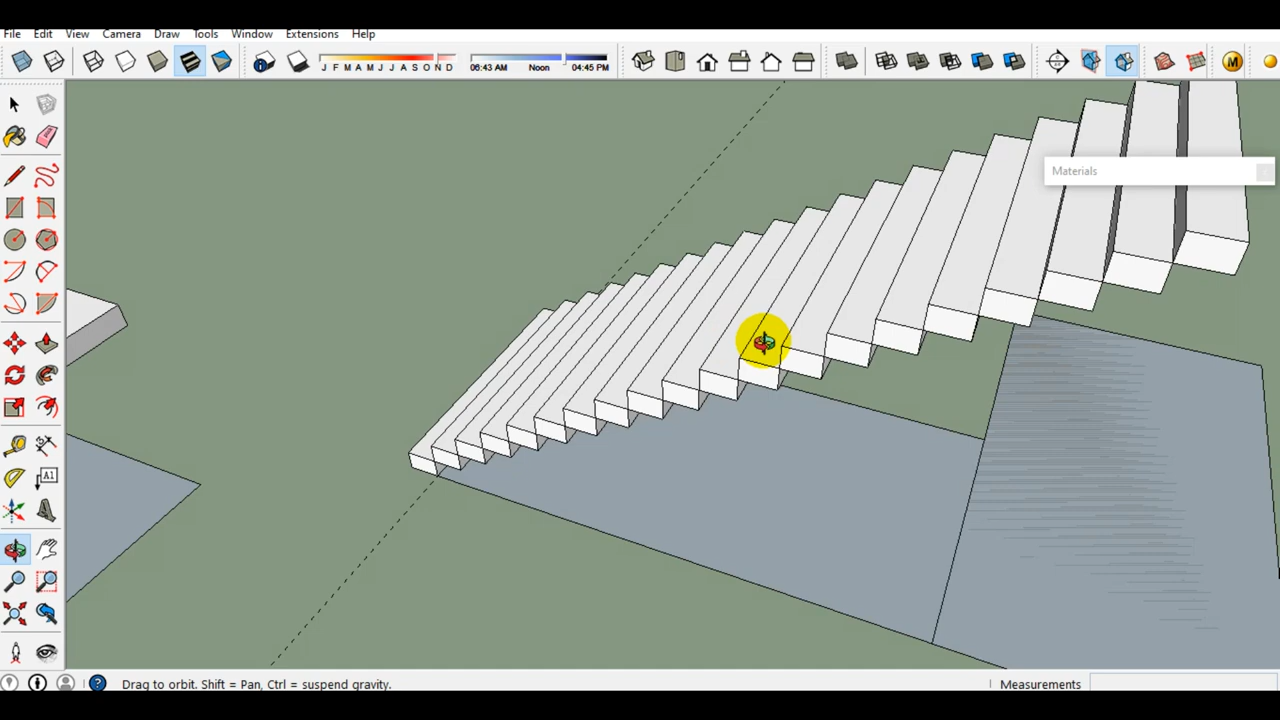 File Edit View Camera Draw Tools Window Extensions Help
J F M A M J J A S O N D
06:43 AM Noon 04:45 PM
M
Materials
A1
Drag to orbit. Shift = Pan, Ctrl = suspend gravity.
Measurements